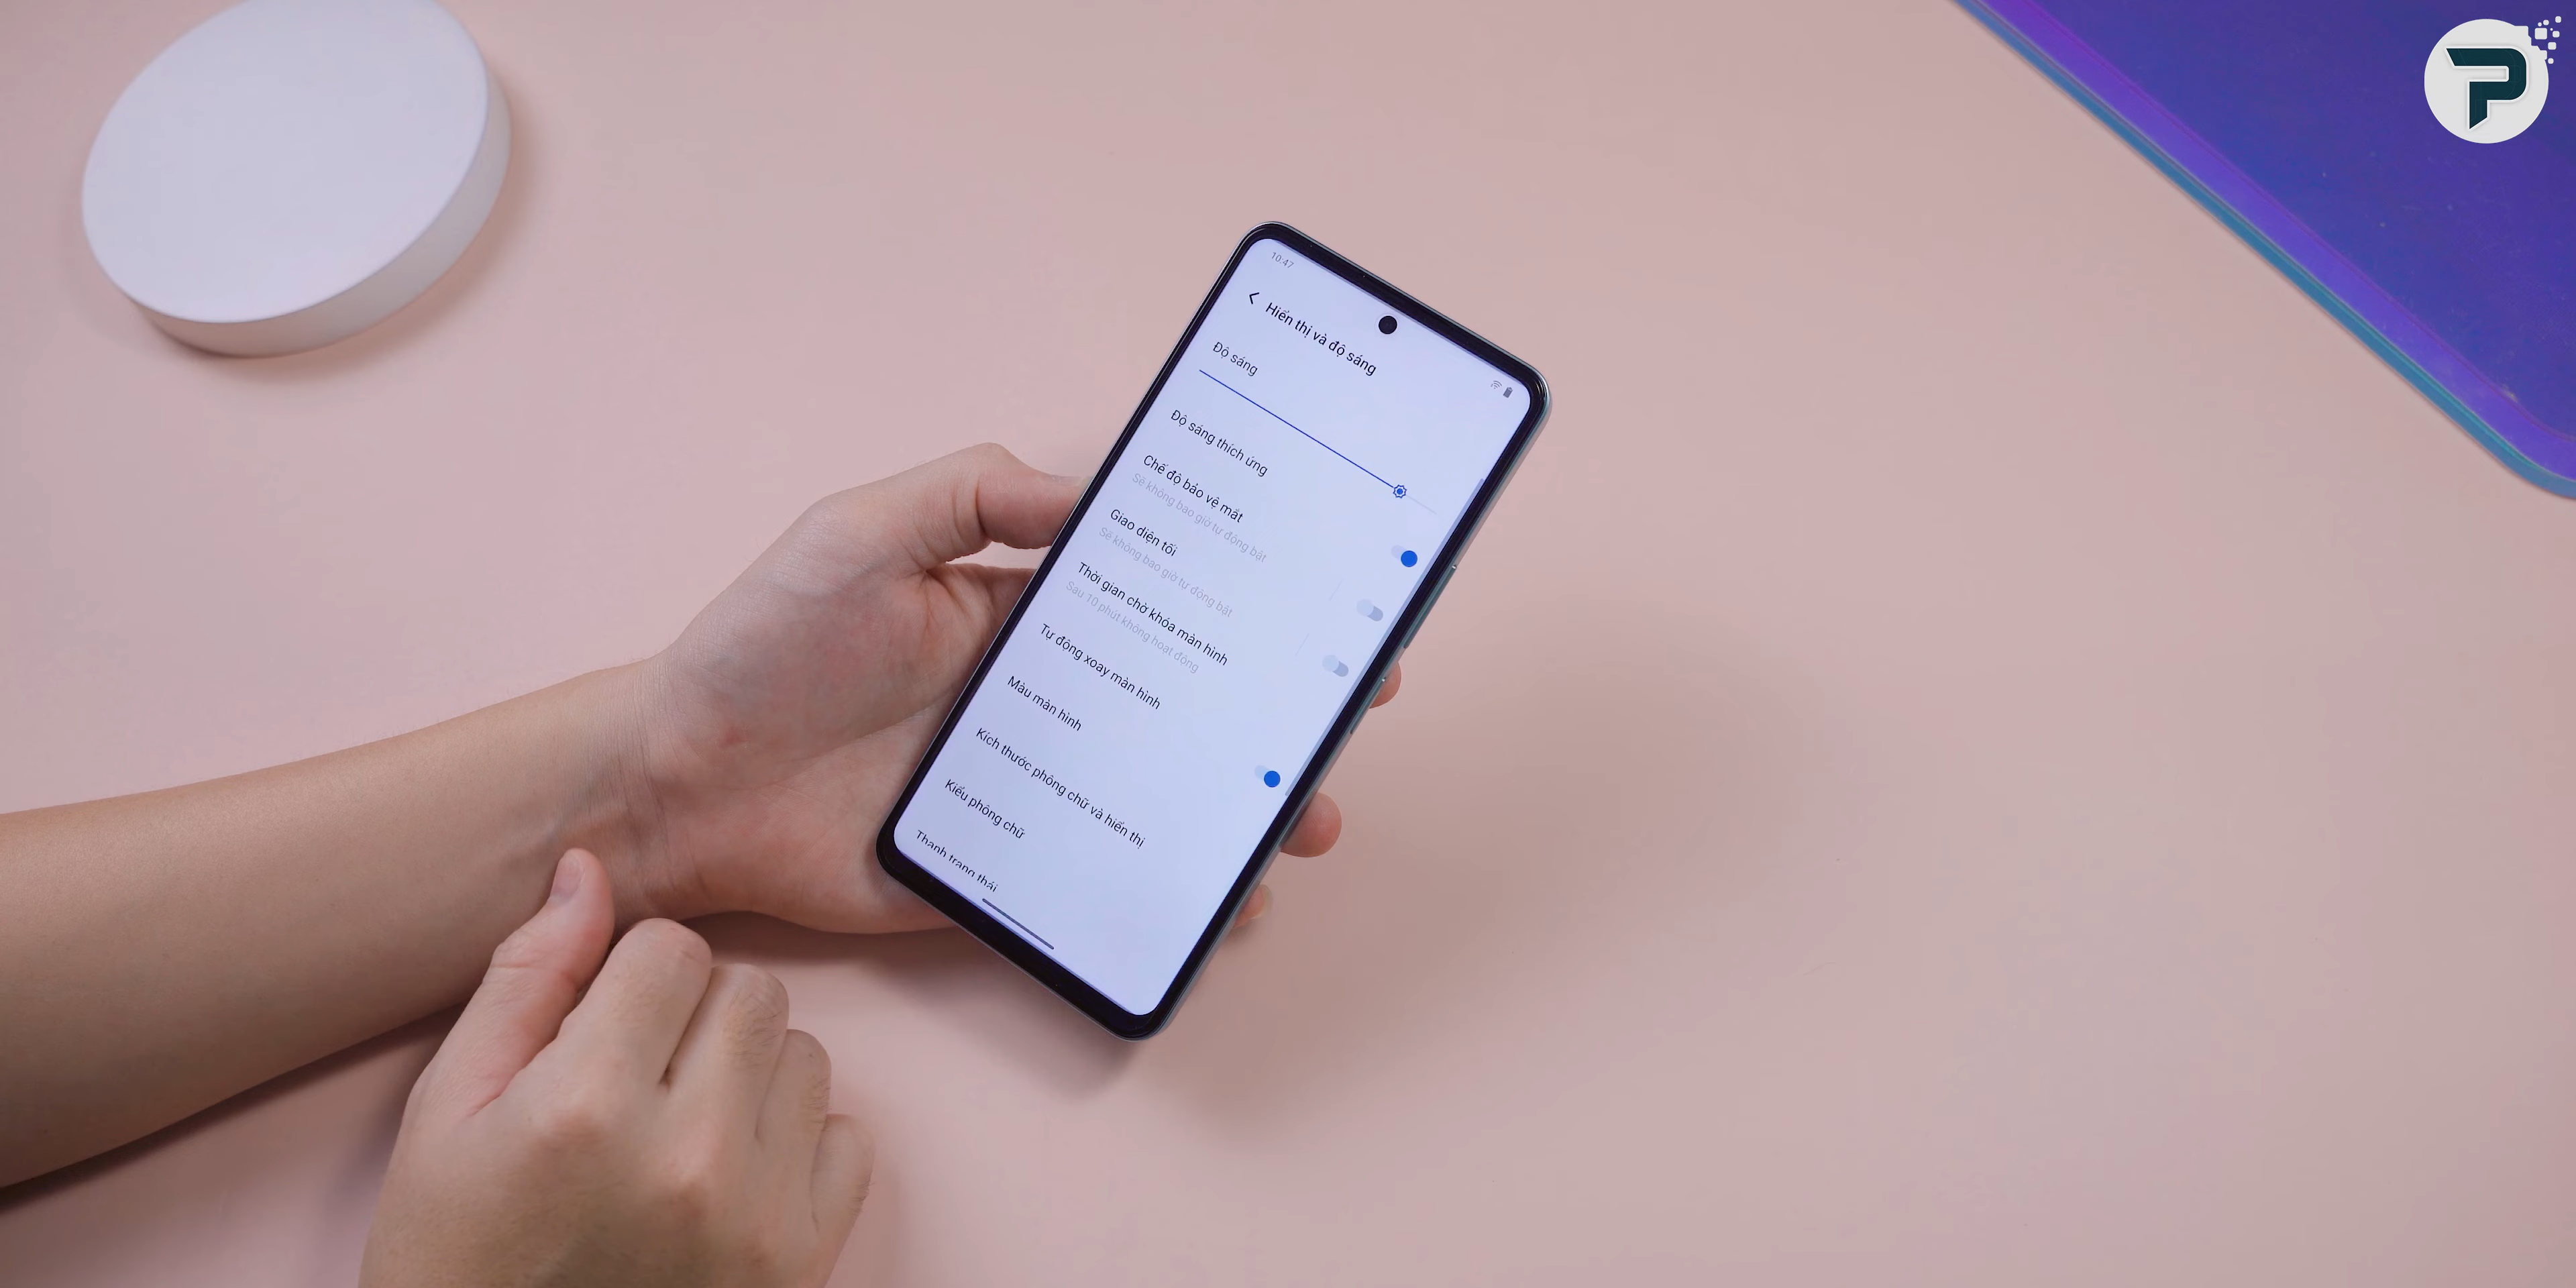 10:47
Hiển thị và độ sáng
Độ sáng
Độ sáng thích ứng
Chế độ bảo vệ mắt
Sẽ không bao giờ tự động bật
Giao diện tối
Sẽ không bao giờ tự động bật
Thời gian chờ khóa màn hình
Sau 10 phút không hoạt động
Tự động xoay màn hình
Màu màn hình
Kích thước phông chữ và hiển thị
Kiểu phông chữ
Thanh trạng thái
P